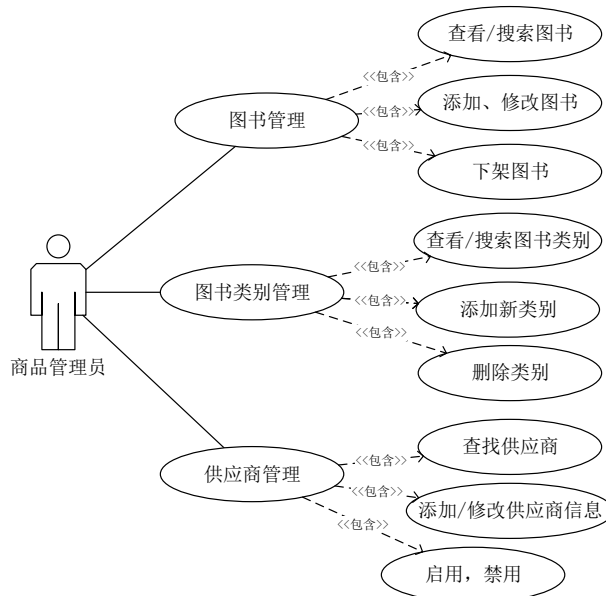 查看/搜索图书
<<包含>>
图书管理
<<包含>>
添加、修改图书
<<包含>>
下架图书
查看/搜索图书类别
<<包含>>
图书类别管理
<<包含>>
添加新类别
<<包含>>
删除类别
商品管理员
查找供应商
<<包含>>
供应商管理
<<包含>>
添加/修改供应商信息
<<包含>>
启用，禁用